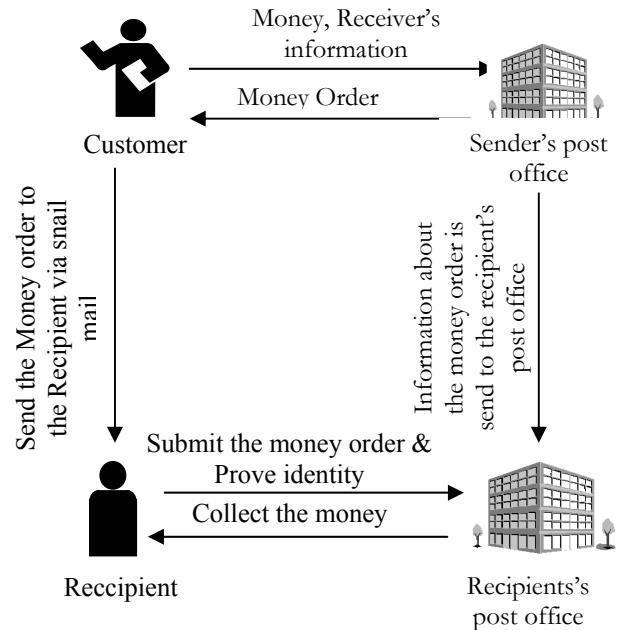 Money, Receiver's
information
Money Order
Customer
Sender's post
office
Send the Money order to
the Recipient via snail
mail
Information about
the money order is
send to the recipient's
post office
Submit the money order &
Prove identity
Collect the money
Reccipient
Recipients's
post office